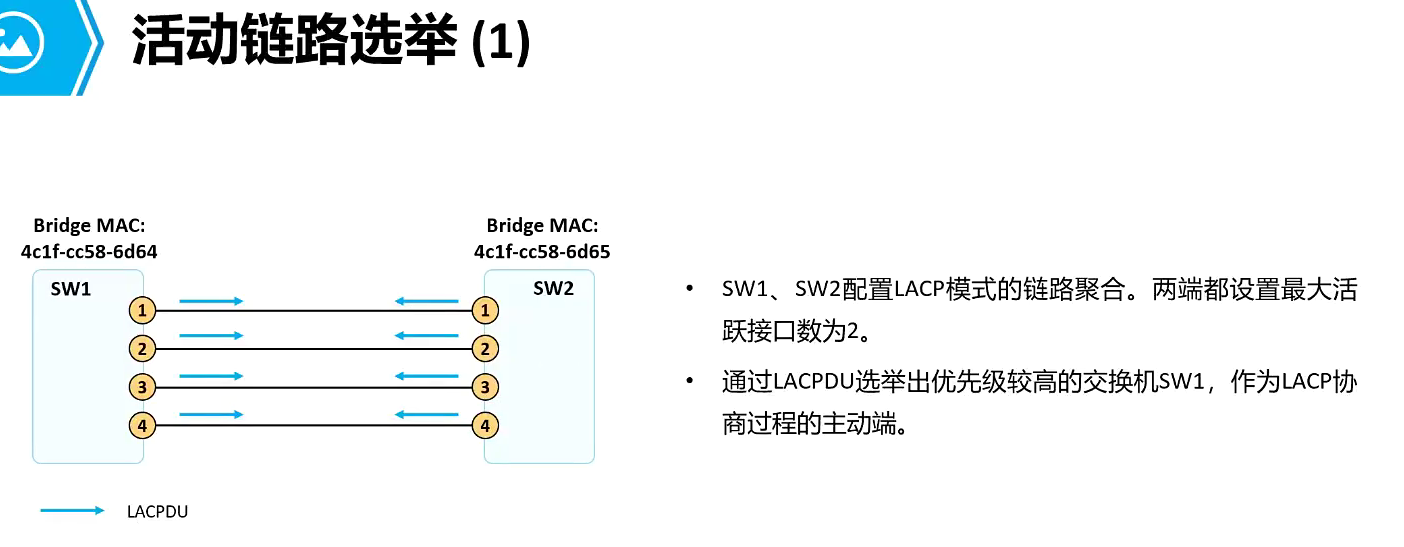 活动链路选举 (1)
Bridge MAC:
4c1f-cc58-6d64
Bridge MAC:
4c1f-cc58-6d65
SW1
SW2
1
1
2
2
3
3
4
4
LACPDU
• SW1、SW2配置LACP模式的链路聚合。两端都设置最大活
跃接口数为2。
• 通过LACPDU选举出优先级较高的交换机SW1，作为LACP协
商过程的主动端。